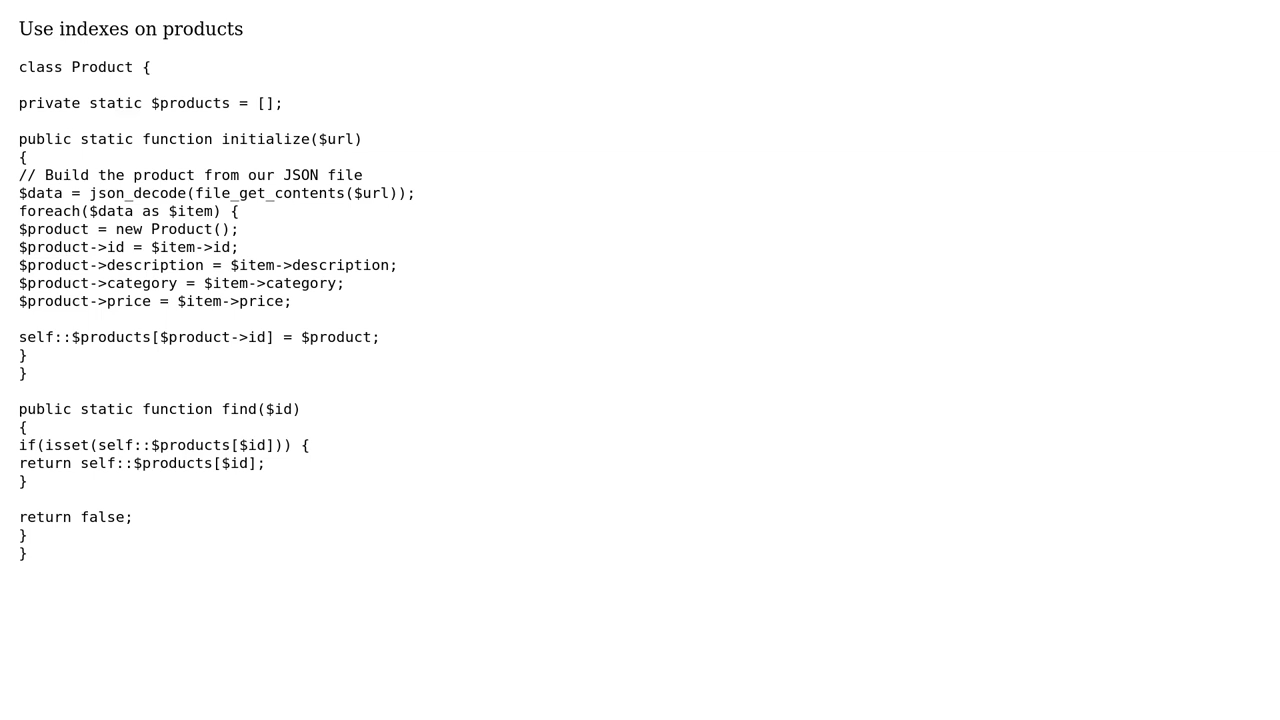 Use indexes on products
class Product {
private static $products = [];
public static function initialize($url)
{
// Build the product from our JSON file
$data = json_decode(file_get_contents($url));
foreach($data as $item) {
$product = new Product();
$product->id = $item->id;
$product->description = $item->description;
$product->category = $item->category;
$product->price = $item->price;
self::$products[$product->id] = $product;
}
}
public static function find($id)
{
if(isset(self::$products[$id])) {
return self::$products[$id];
}
return false;
}
}